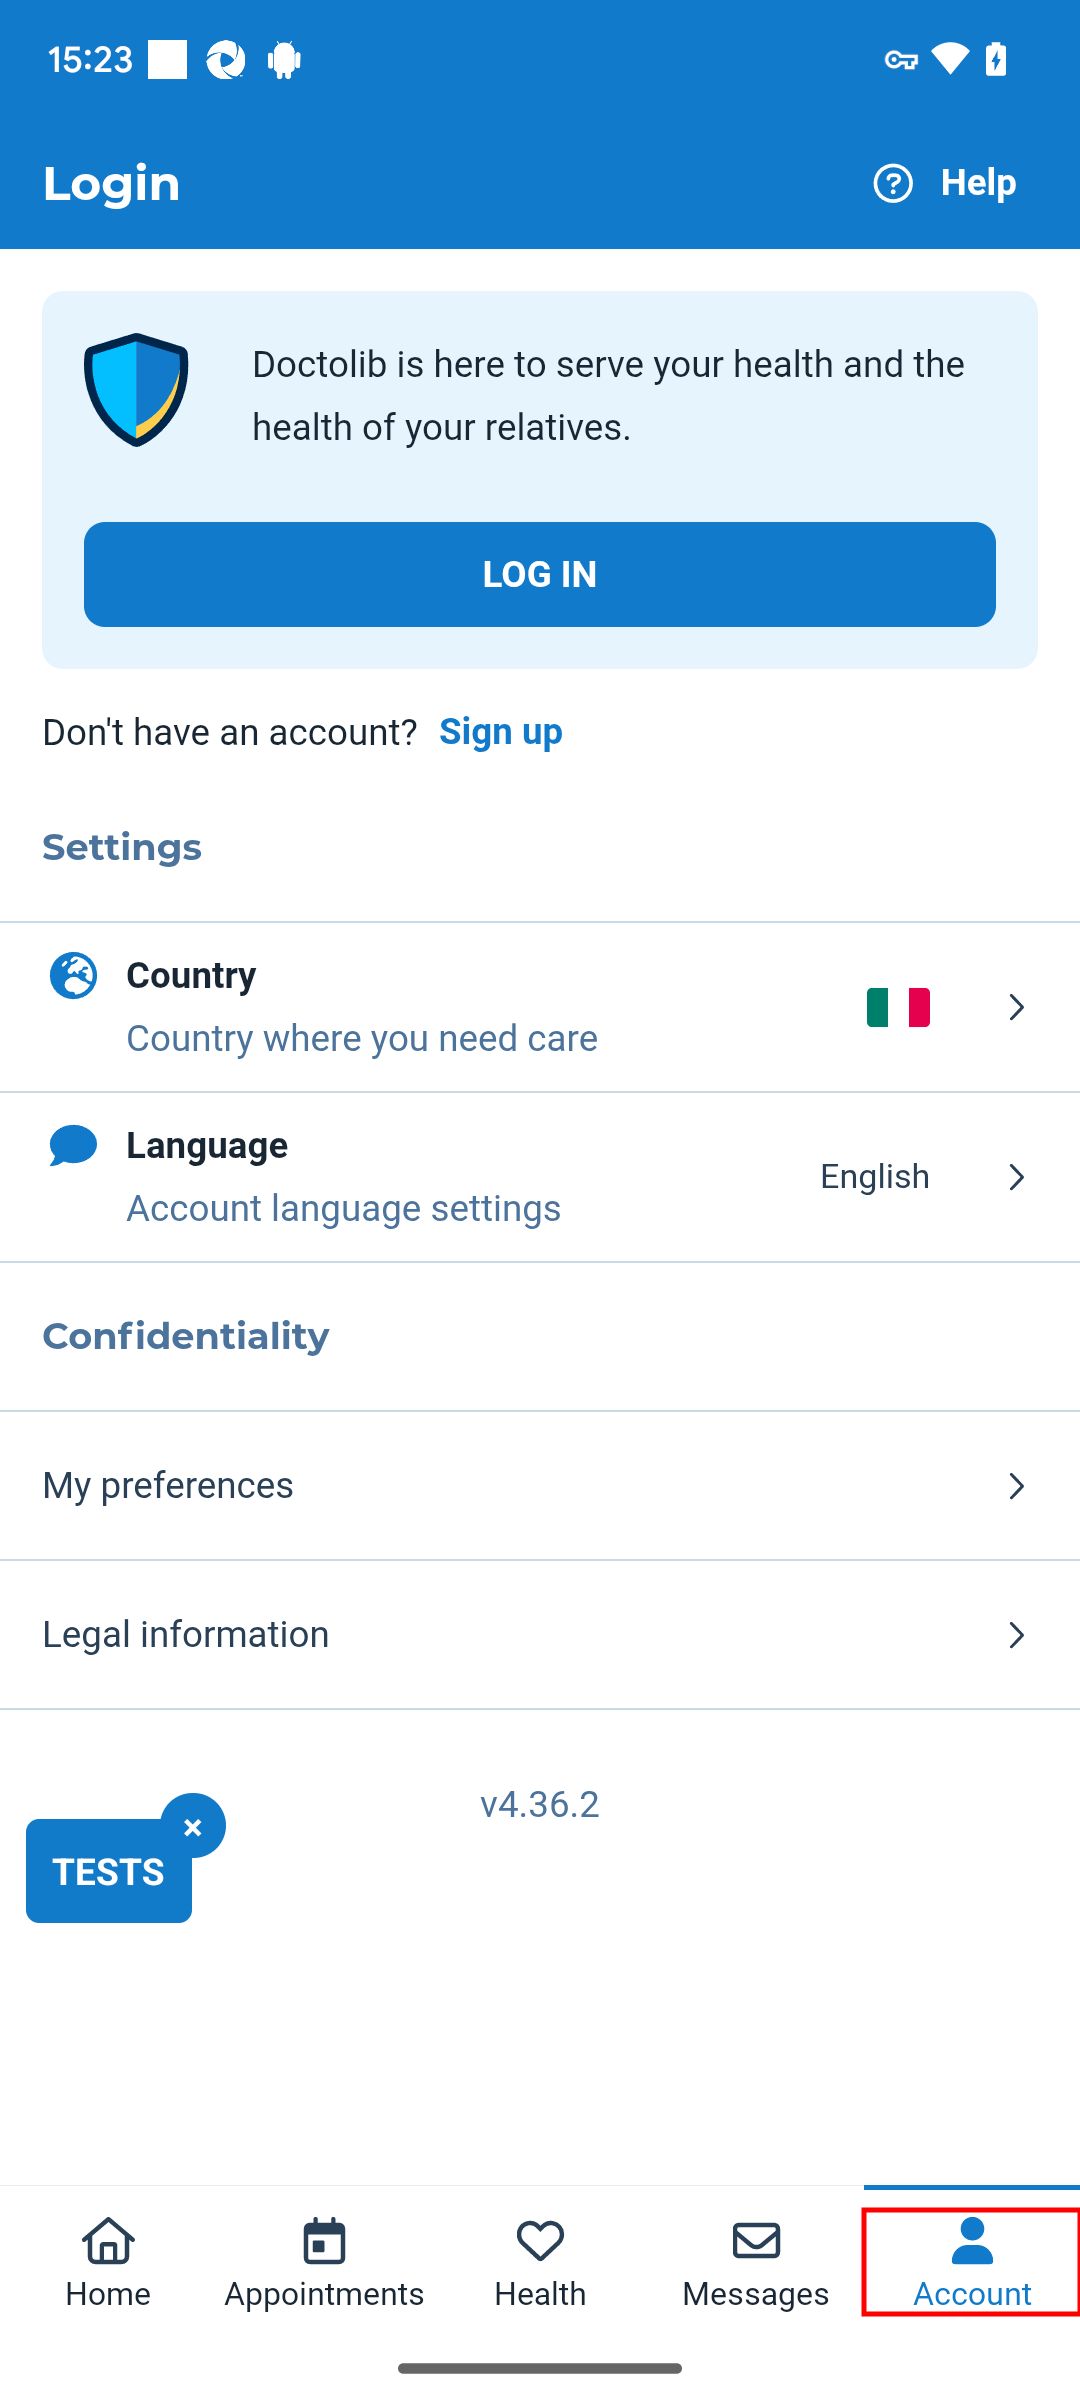 15:23
Login
Help
Doctolib is here to serve your health and the
health of your relatives.
LOG IN
Don't have an account? Sign up
Settings
Country
Country where you need care
Language
Account language settings
English
Confidentiality
My preferences
Legal information
v4.36.2
×
TESTS
Home
Appointments
Health
Messages
Account